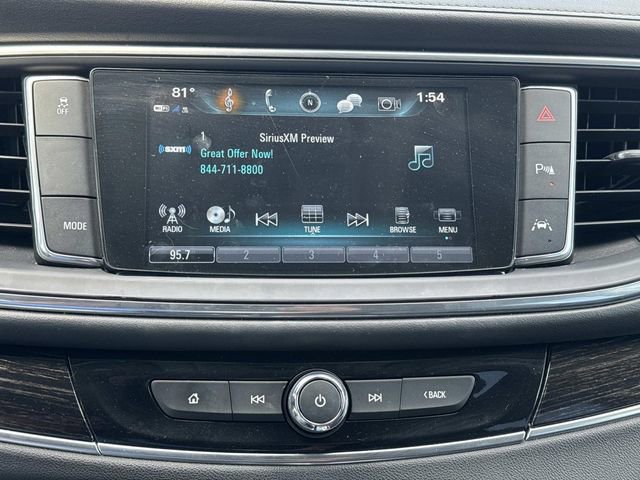 81°
1:54
OFF
WiFi
N
1
SiriusXM Preview
((SXM))
Great Offer Now!
844-711-8800
P
MODE
RADIO
MEDIA
TUNE
BROWSE
MENU
95.7
2
3
4
5
BACK